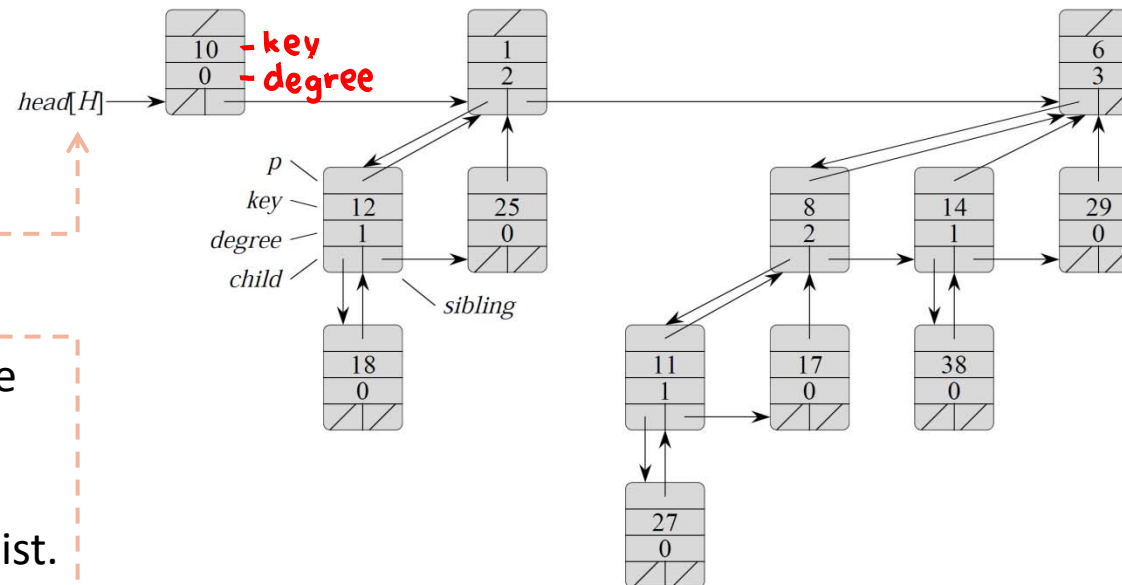 10 - key 1 6
0 - degree 2 3
head[H]
p
key 12 25 8 14 29
degree 1 0 2 1 0
child
sibling
18 11 17 38
0 1 0 0
e
27
0
ist.